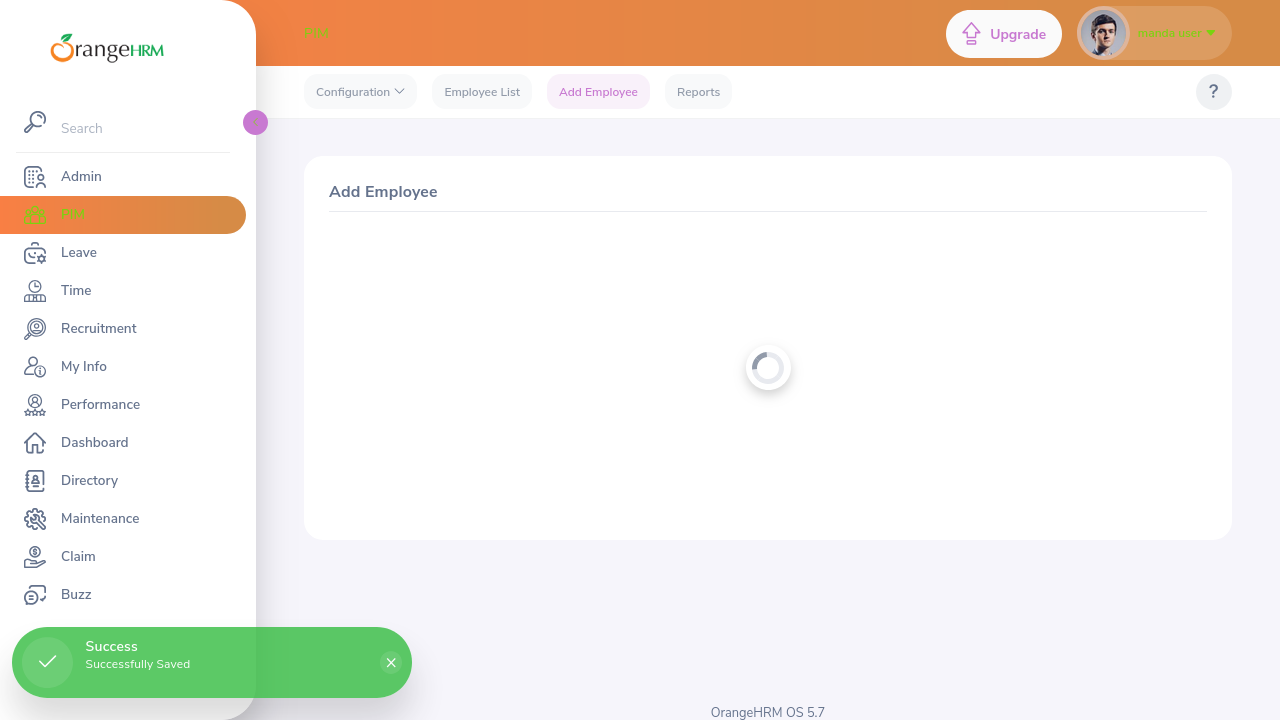 OrangeHRM
PIM
Upgrade
manda user
Configuration
Employee List
Add Employee
Reports
?
Search
Admin
PIM
Leave
Time
Recruitment
My Info
Performance
Dashboard
Directory
Maintenance
Claim
Buzz
Add Employee
Success
Successfully Saved
OrangeHRM OS 5.7